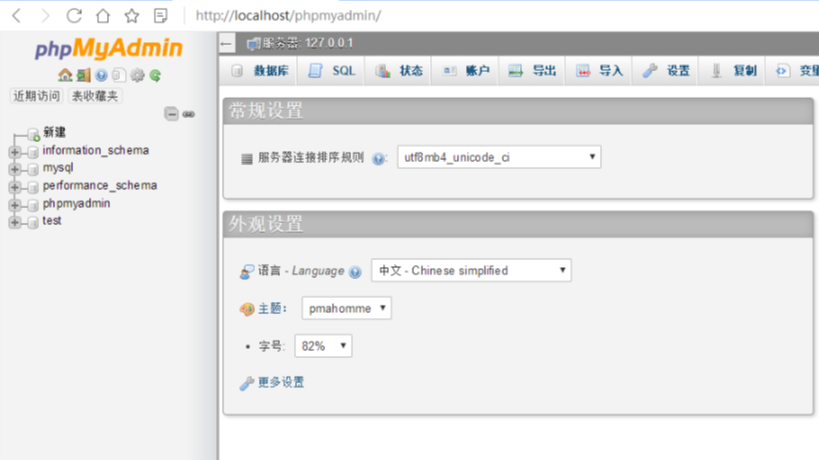 http://localhost/phpmyadmin/
phpMyAdmin
近期访问 表收藏夹
新建
information_schema
mysql
performance_schema
phpmyadmin
test
服务器: 127.0.0.1
数据库 SQL 状态 账户 导出 导入 设置 复制 变量
常规设置
服务器连接排序规则 : utf8mb4_unicode_ci
外观设置
语言 - Language 中文 - Chinese simplified
主题: pmahomme
• 字号: 82%
更多设置